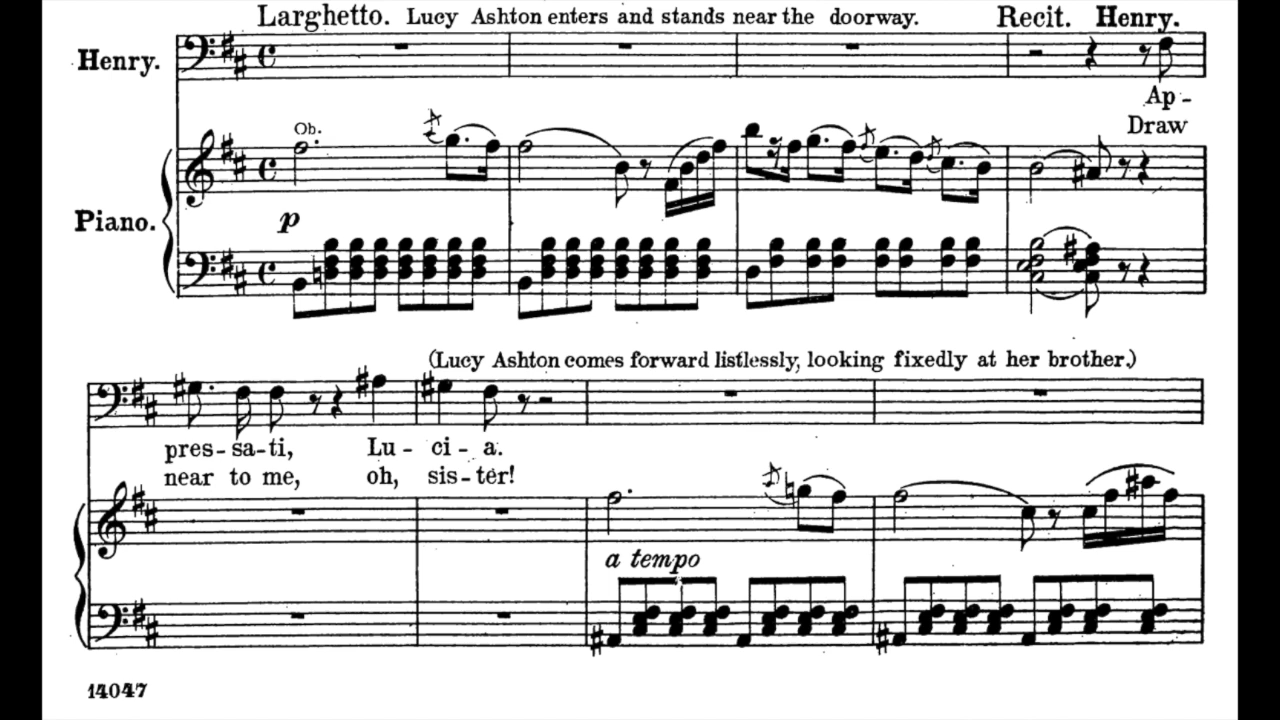 Larghetto. Lucy Ashton enters and stands near the doorway. Recit. Henry.
Henry.
Ap-
Draw
Ob.
Piano.
p
(Lucy Ashton comes forward listlessly, looking fixedly at her brother.)
pres-sa-ti, Lu-ci-a.
near to me, oh, sis-ter!
a tempo
14047